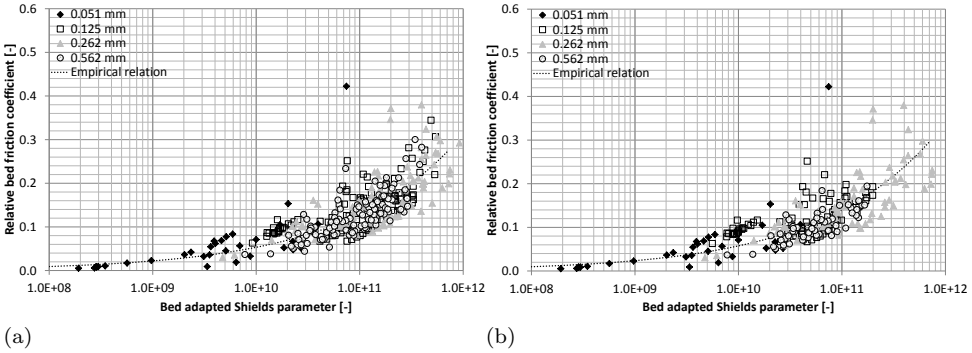 0.6
0.5
0.4
0.3
0.2
0.1
0.0
Relative bed friction coefficient [-]
0.051 mm
0.125 mm
0.262 mm
0.562 mm
Empirical relation
1.0E+08 1.0E+09 1.0E+10 1.0E+11 1.0E+12
Bed adapted Shields parameter [-]
(a)
0.6
0.5
0.4
0.3
0.2
0.1
0.0
Relative bed friction coefficient [-]
0.051 mm
0.125 mm
0.262 mm
0.562 mm
Empirical relation
1.0E+08 1.0E+09 1.0E+10 1.0E+11 1.0E+12
Bed adapted Shields parameter [-]
(b)